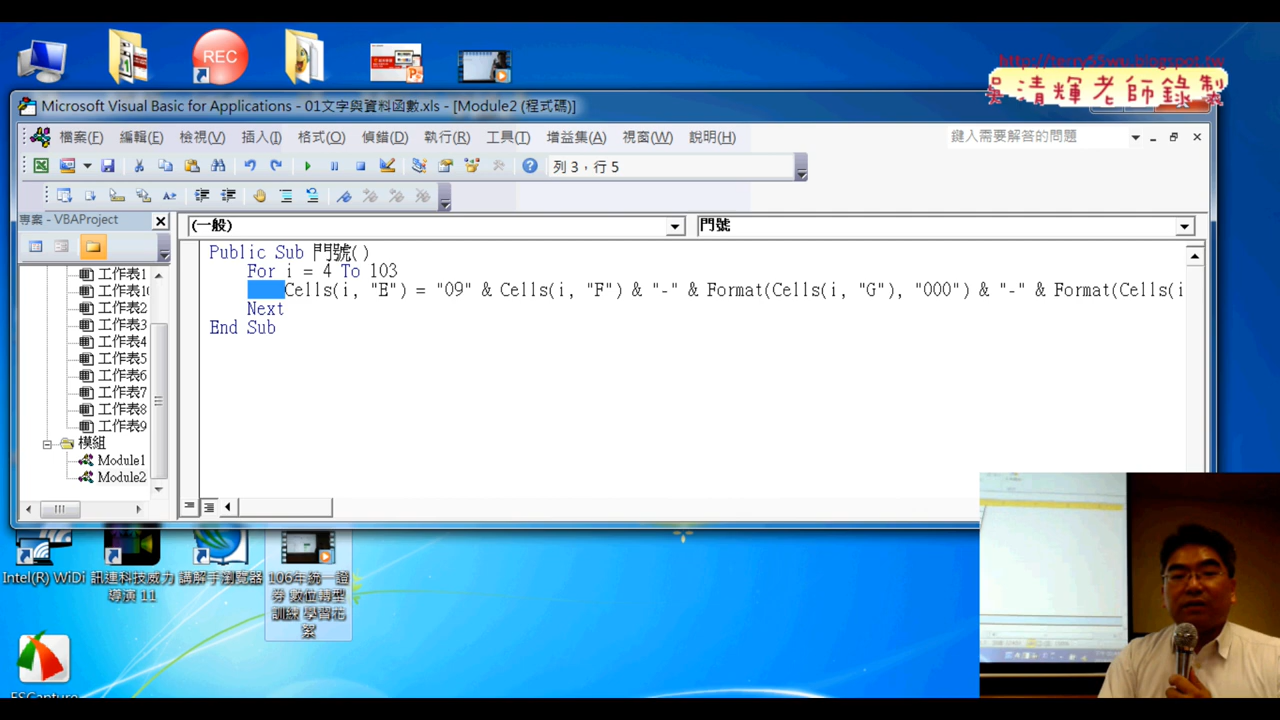 REC
http://terry55wu.blogspot.tw
吳清輝老師錄製
Microsoft Visual Basic for Applications - 01文字與資料函數.xls - [Module2 (程式碼)]
檔案(F) 編輯(E) 檢視(V) 插入(I) 格式(O) 偵錯(D) 執行(R) 工具(T) 增益集(A) 視窗(W) 說明(H)
鍵入需要解答的問題
列 3，行 5
專案 - VBAProject
(一般)
門號
Public Sub 門號()
For i = 4 To 103
Cells(i, "E") = "09" & Cells(i, "F") & "-" & Format(Cells(i, "G"), "000") & "-" & Format(Cells(i
Next
End Sub
工作表1
工作表10
工作表2
工作表3
工作表4
工作表5
工作表6
工作表7
工作表8
工作表9
模組
Module1
Module2
Intel(R) WiDi
訊連科技威力導演 11
講解手瀏覽器
106年統一證
券 數位轉型
訓練 學習花
絮
FSCapture